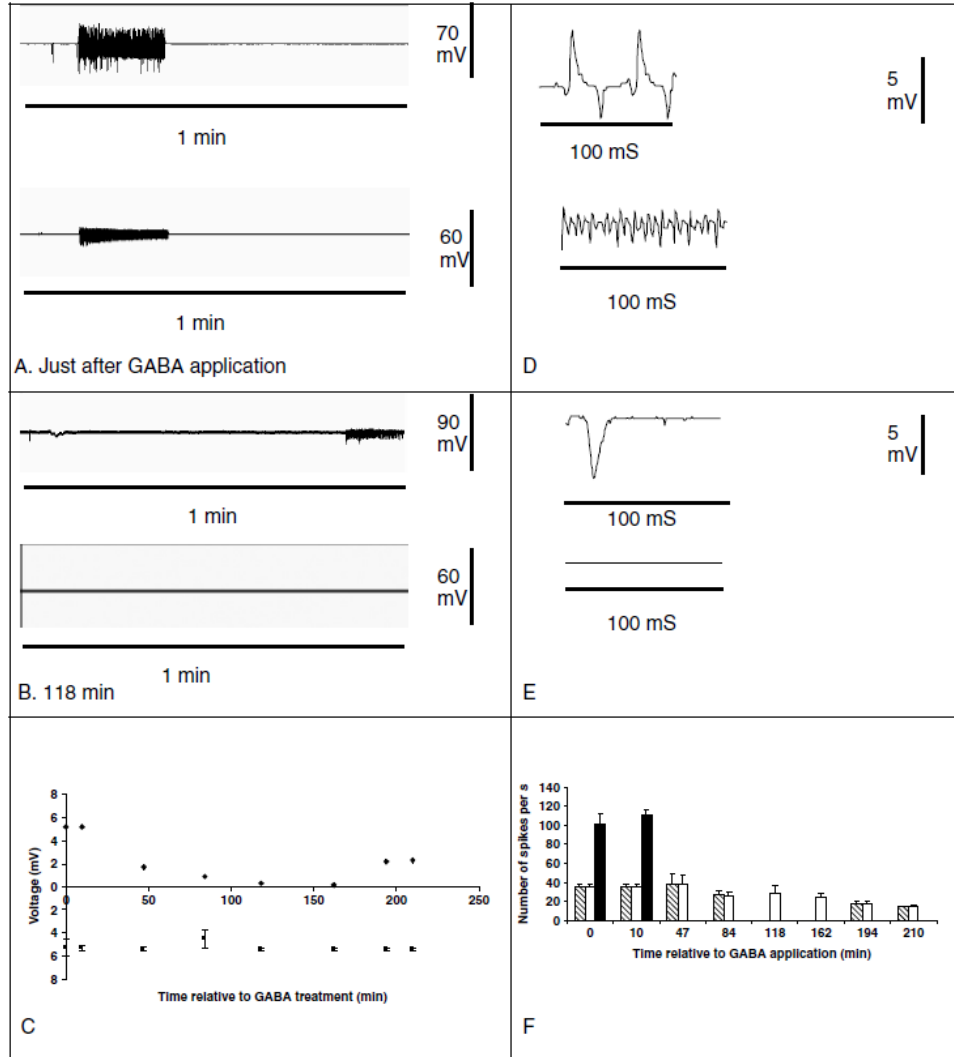 70
mV
1 min
60
mV
1 min
A. Just after GABA application
5
mV
100 mS
100 mS
D
90
mV
1 min
60
mV
1 min
B. 118 min
5
mV
100 mS
100 mS
E
Voltage (mV)
8
6
4
2
0
2
4
6
8
0 50 100 150 200 250
Time relative to GABA treatment (min)
C
Number of spikes per s
140
120
100
80
60
40
20
0
0 10 47 84 118 162 194 210
Time relative to GABA application (min)
F